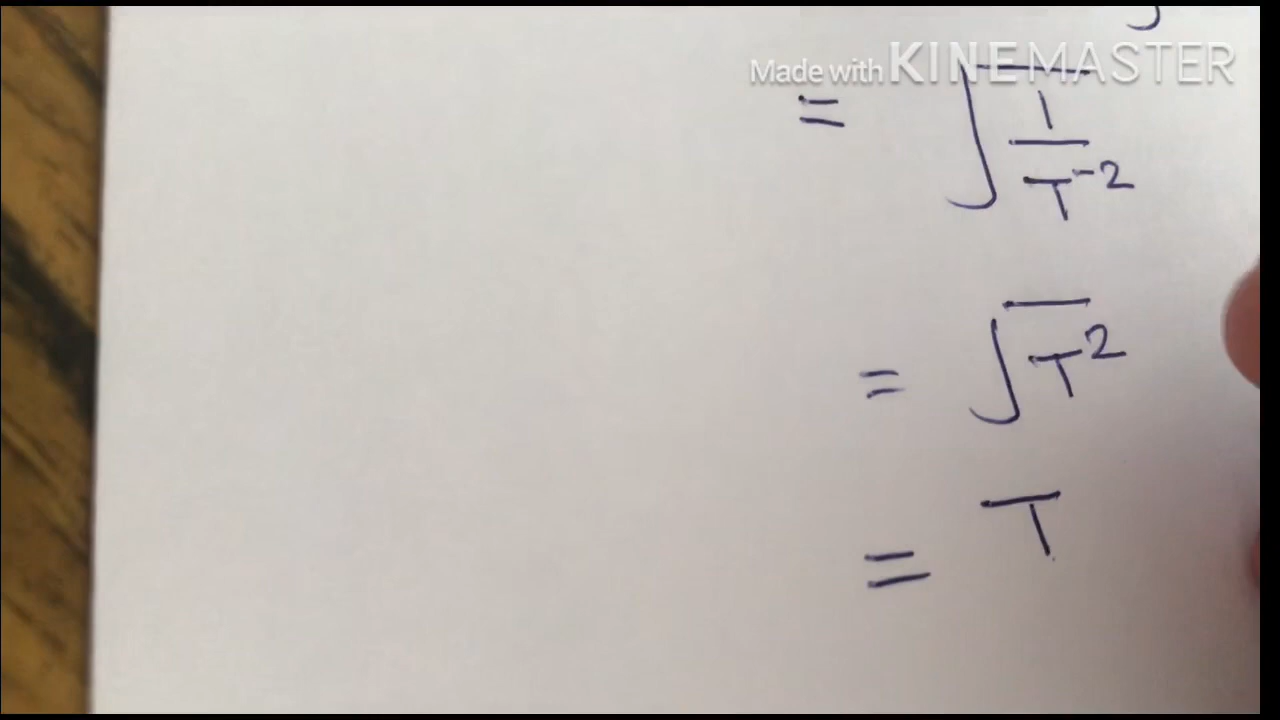 Made with KINEMASTER
= √(1/T⁻²)
= √T²
= T